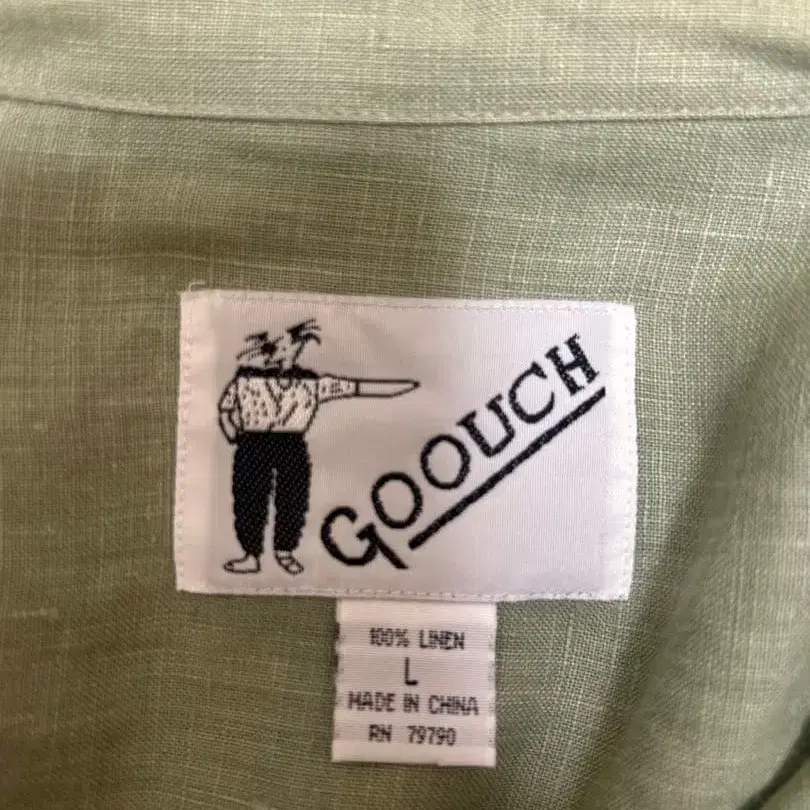 GOOUCH
100% LINEN
L
MADE IN CHINA
RN 79790